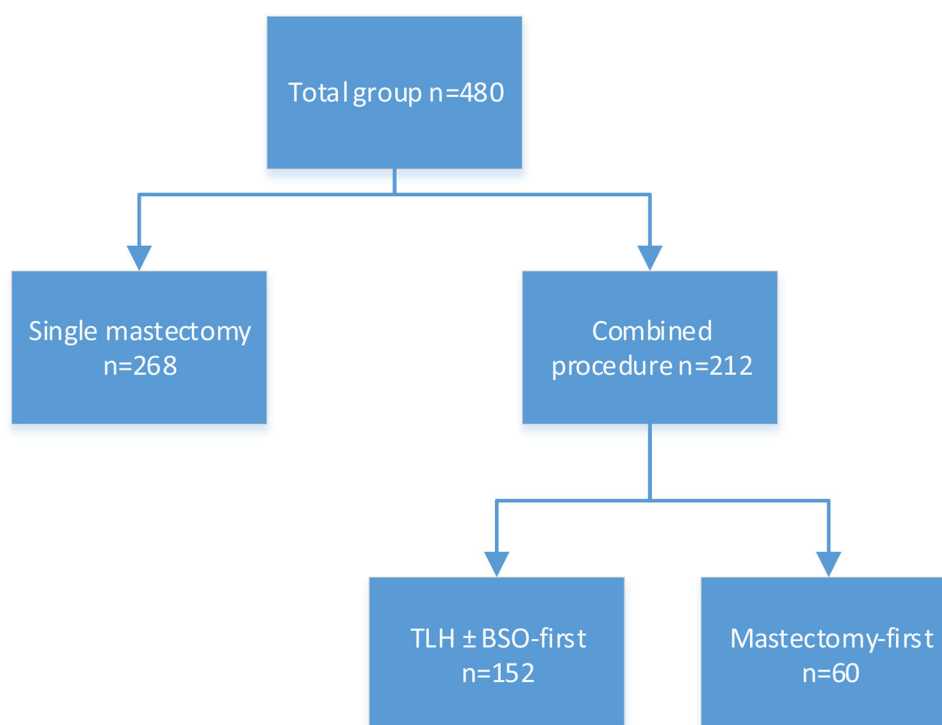 Total group n=480
Single mastectomy
n=268
Combined
procedure n=212
TLH ± BSO-first
n=152
Mastectomy-first
n=60